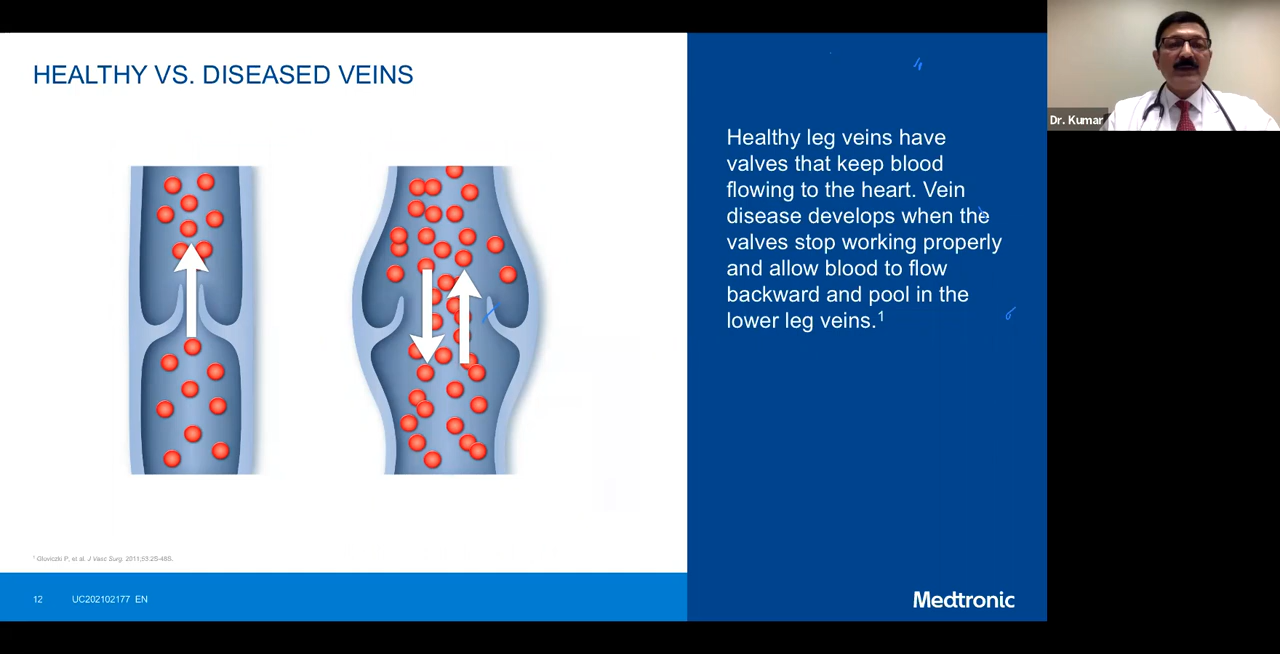 HEALTHY VS. DISEASED VEINS
Healthy leg veins have
valves that keep blood
flowing to the heart. Vein
disease develops when the
valves stop working properly
and allow blood to flow
backward and pool in the
lower leg veins.¹
¹ Gloviczki P, et al. J Vasc Surg. 2011;53:2S-48S.
12 UC202102177 EN
Medtronic
Dr. Kumar